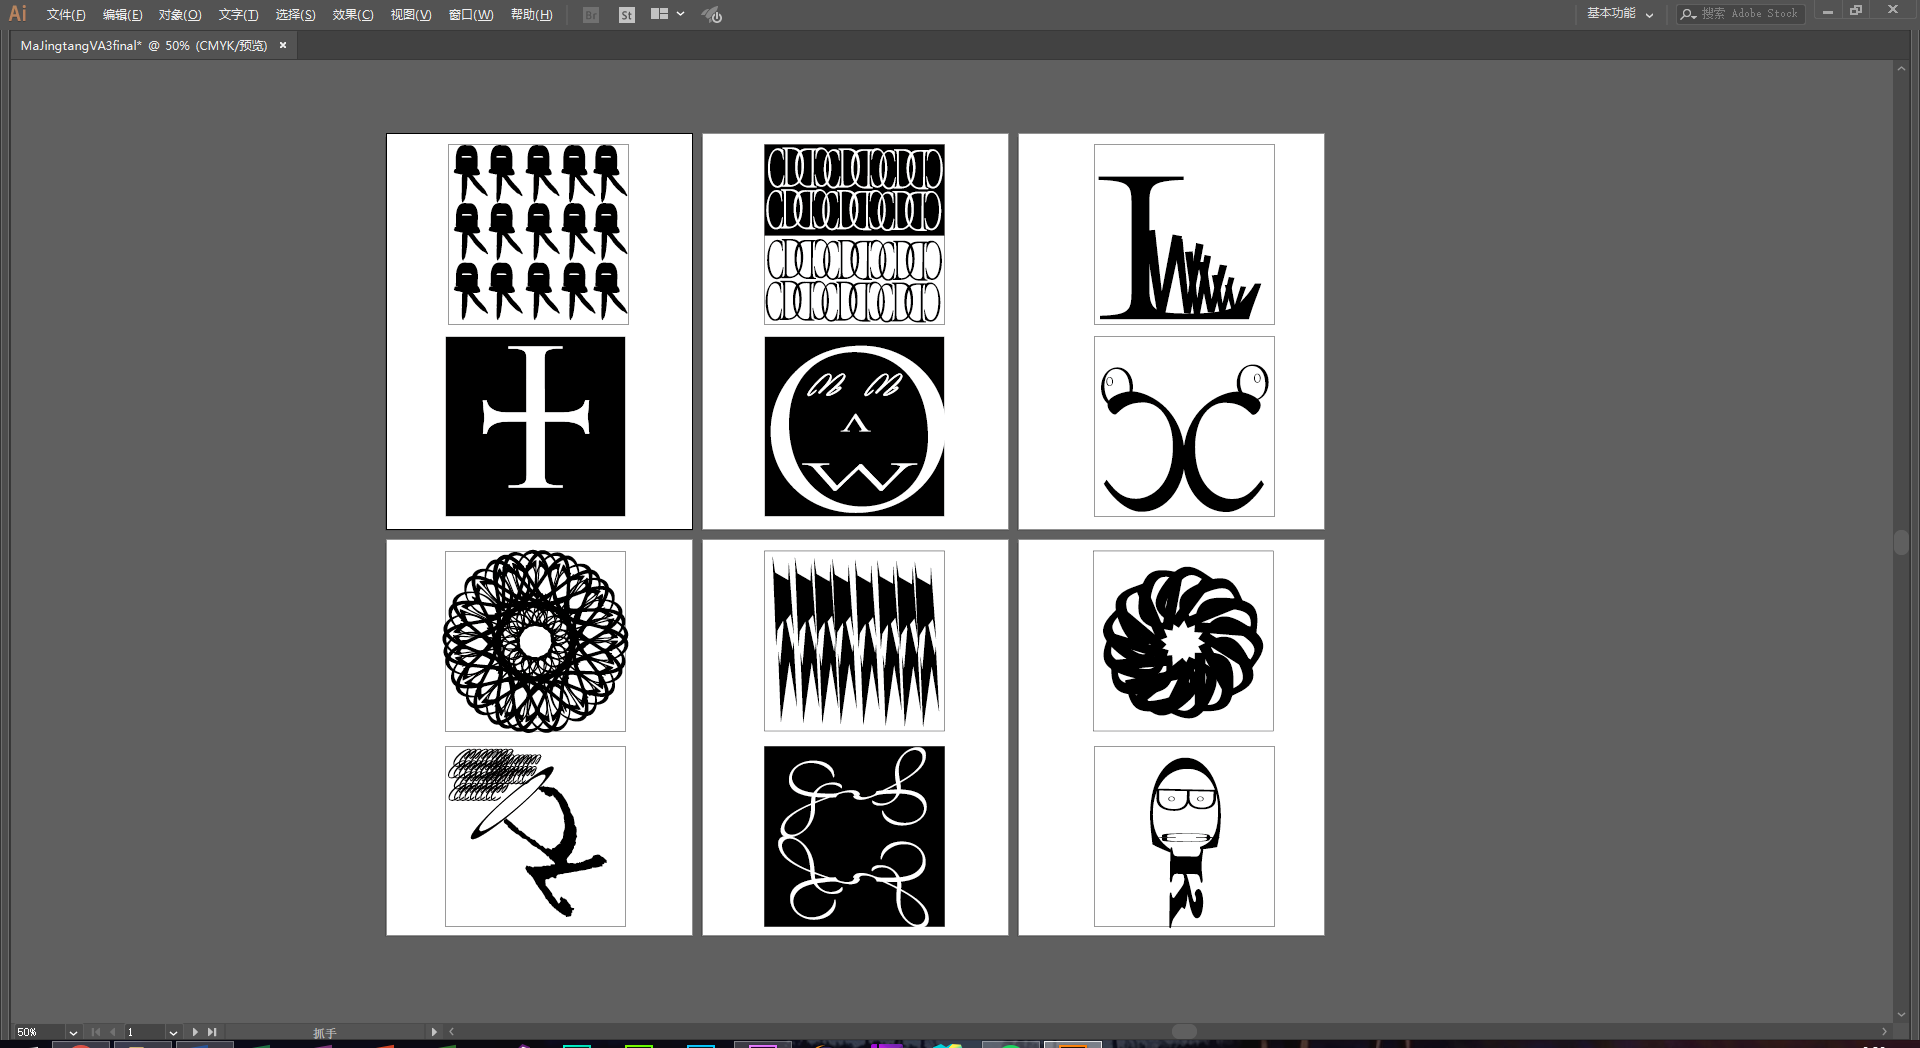 Ai 文件(F) 编辑(E) 对象(O) 文字(T) 选择(S) 效果(C) 视图(V) 窗口(W) 帮助(H) Br St 基本功能 搜索 Adobe Stock
MaJingtangVA3final* @ 50% (CMYK/预览) ×
50% 1 抓手